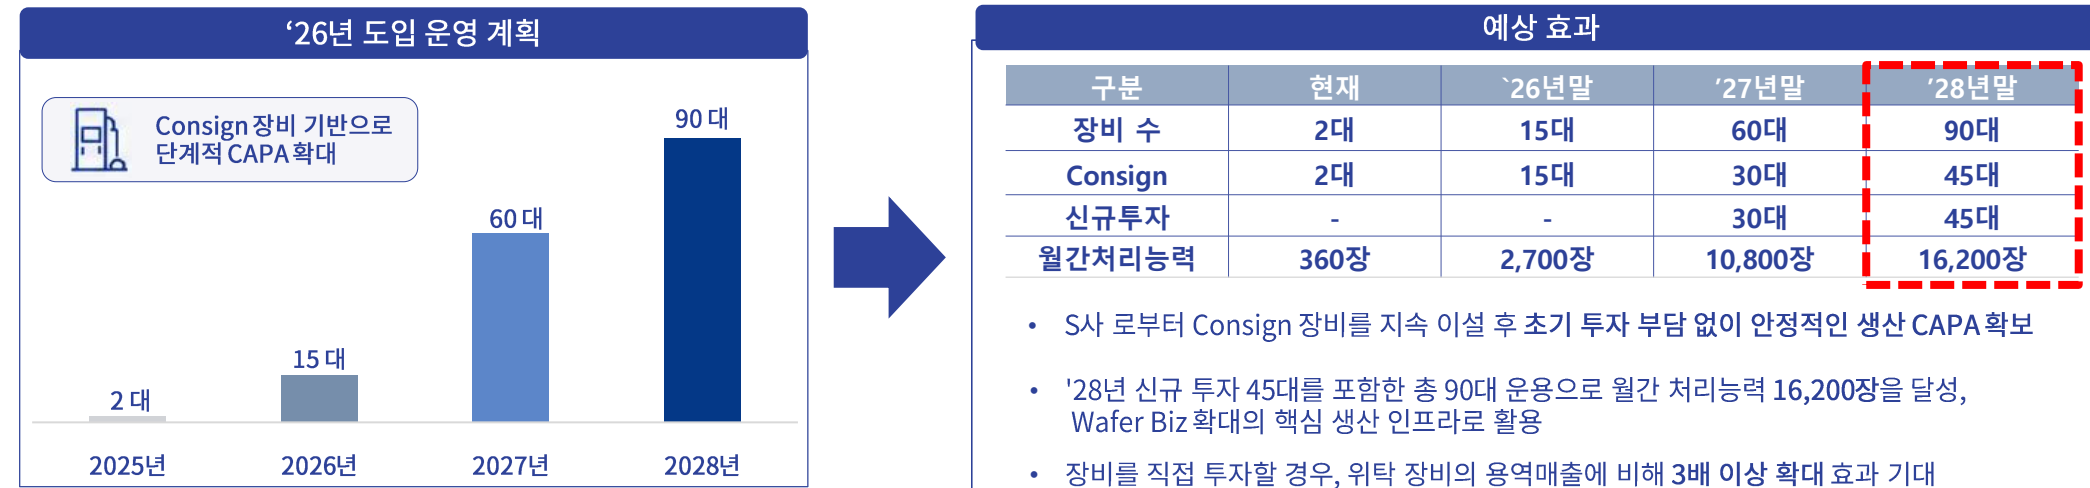 ‘26년 도입 운영 계획
Consign 장비 기반으로
단계적 CAPA 확대
2 대
15 대
60 대
90 대
2025년
2026년
2027년
2028년
예상 효과
구분 현재 `26년말 ’27년말 ’28년말
장비 수 2대 15대 60대 90대
Consign 2대 15대 30대 45대
신규투자 - - 30대 45대
월간처리능력 360장 2,700장 10,800장 16,200장
• S사 로부터 Consign 장비를 지속 이설 후 초기 투자 부담 없이 안정적인 생산 CAPA 확보
• '28년 신규 투자 45대를 포함한 총 90대 운용으로 월간 처리능력 16,200장을 달성,
Wafer Biz 확대의 핵심 생산 인프라로 활용
• 장비를 직접 투자할 경우, 위탁 장비의 용역매출에 비해 3배 이상 확대 효과 기대